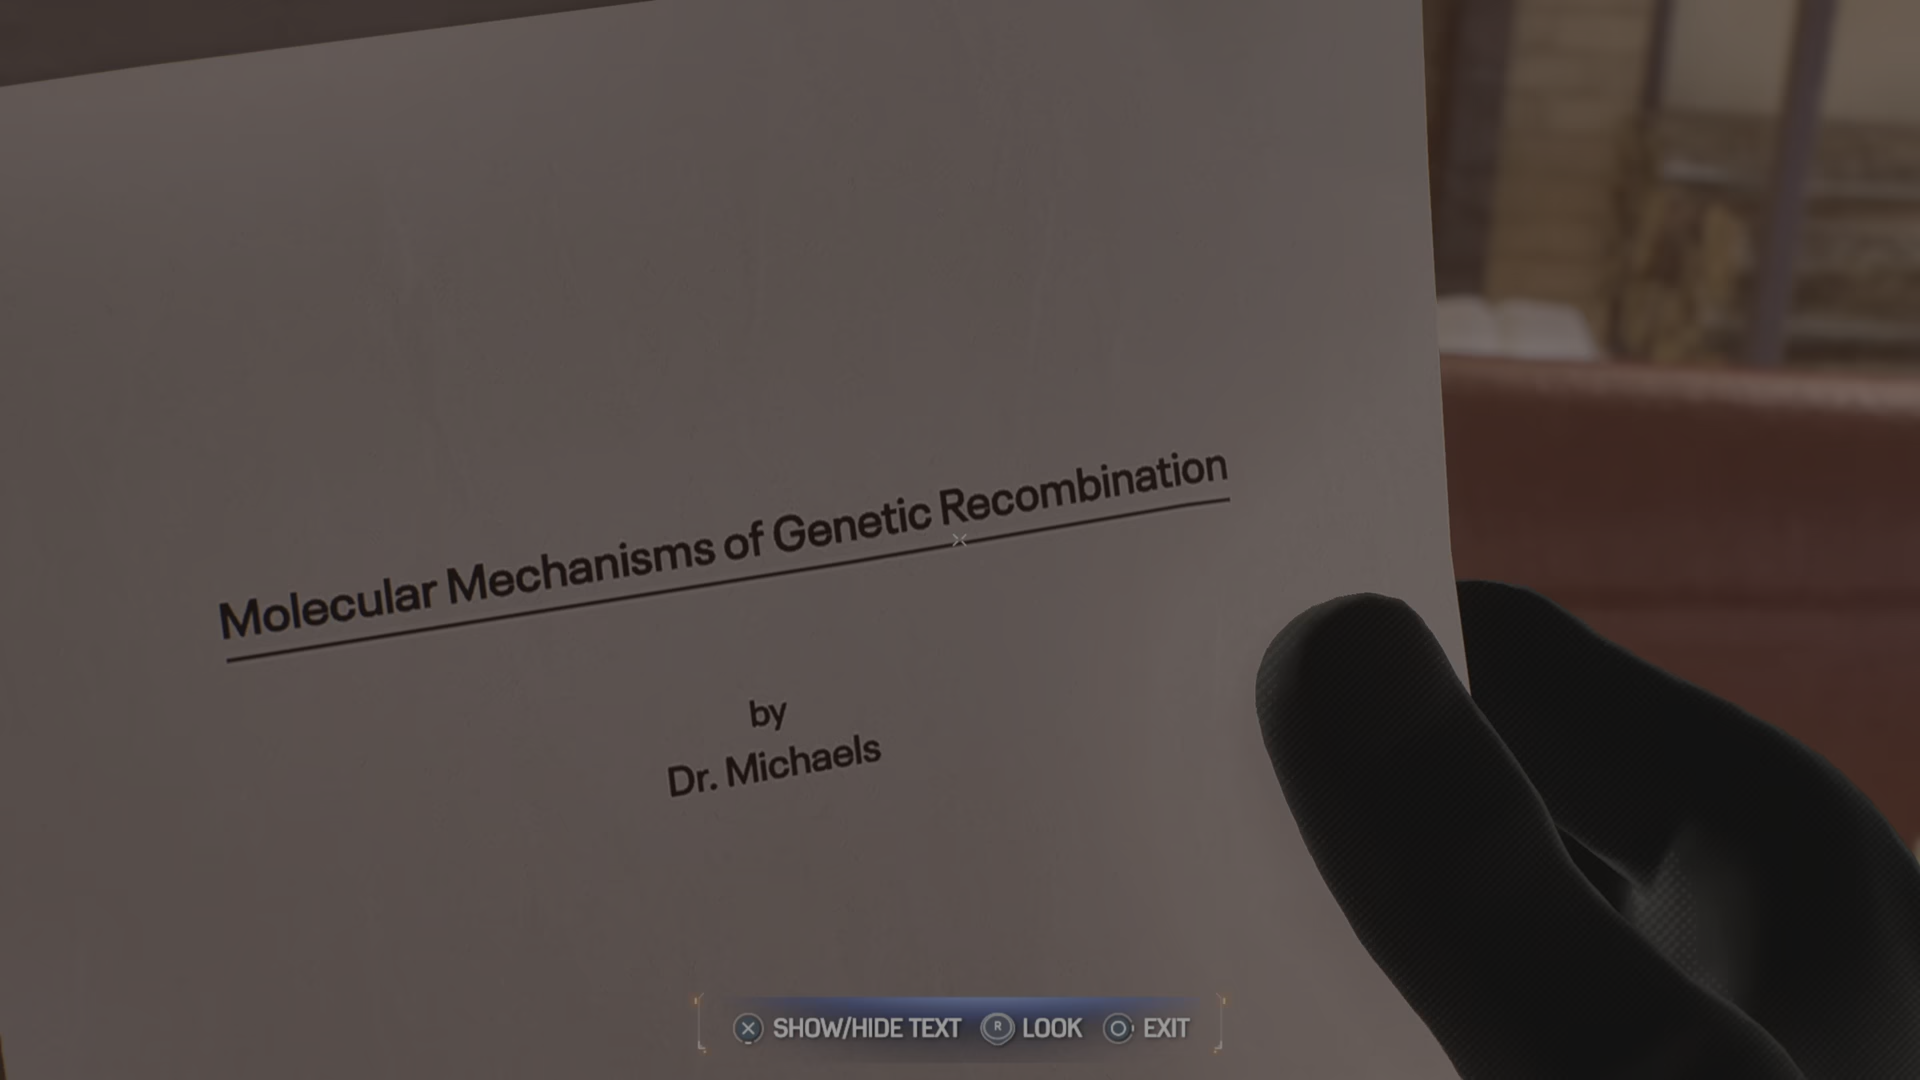 Molecular Mechanisms of Genetic Recombination
by
Dr. Michaels
SHOW/HIDE TEXT R LOOK EXIT